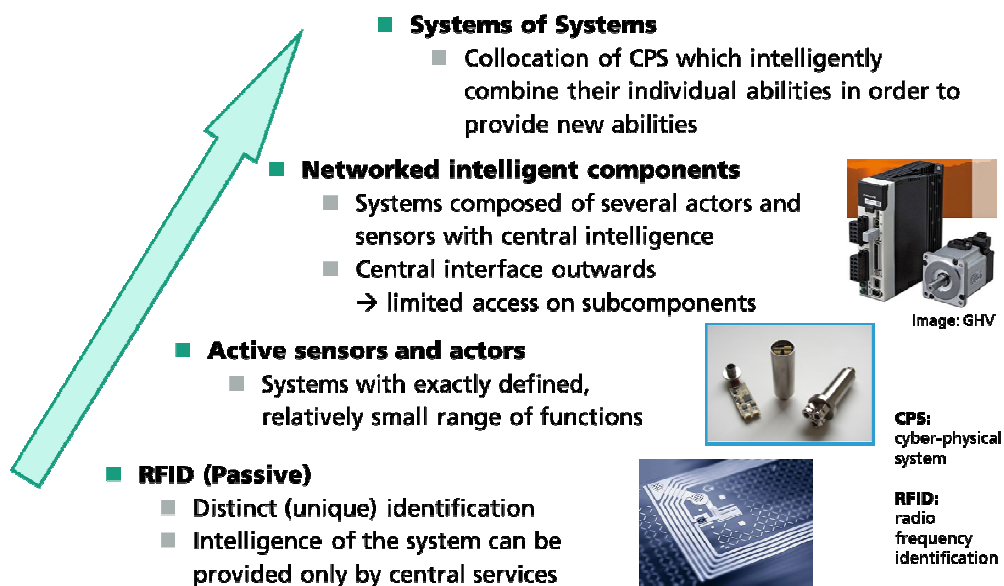 Systems of Systems
Collocation of CPS which intelligently
combine their individual abilities in order to
provide new abilities
Networked intelligent components
Systems composed of several actors and
sensors with central intelligence
Central interface outwards
→ limited access on subcomponents
Image: GHV
Active sensors and actors
Systems with exactly defined,
relatively small range of functions
CPS:
cyber-physical
system
RFID (Passive)
Distinct (unique) identification
Intelligence of the system can be
provided only by central services
RFID:
radio
frequency
identification